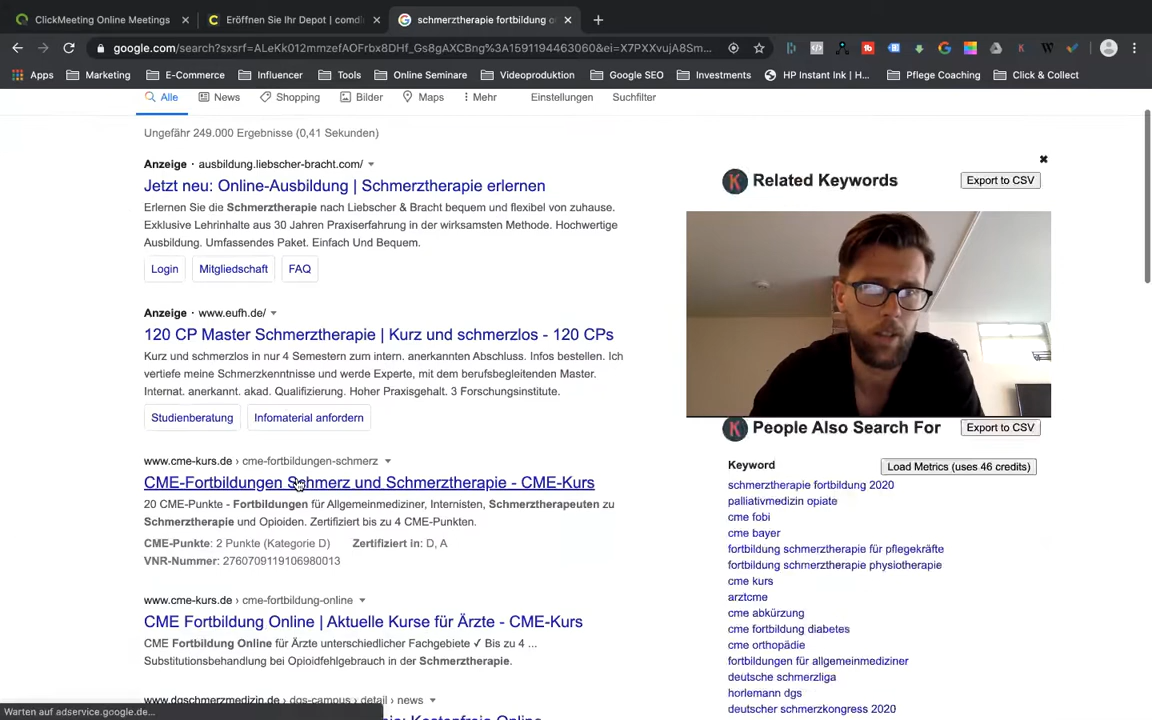 ClickMeeting Online Meetings
Eröffnen Sie Ihr Depot | comdi
schmerztherapie fortbildung o
google.com/search?sxsrf=ALeKk012mmzefAOFrbx8DHf_Gs8gAXCBng%3A1591194463060&ei=X7PXXvujA8Sm...
Apps Marketing E-Commerce Influencer Tools Online Seminare Videoproduktion Google SEO Investments HP Instant Ink | H... Pflege Coaching Click & Collect
Alle News Shopping Bilder Maps Mehr Einstellungen Suchfilter
Ungefähr 249.000 Ergebnisse (0,41 Sekunden)
Anzeige · ausbildung.liebscher-bracht.com/
Jetzt neu: Online-Ausbildung | Schmerztherapie erlernen
Erlernen Sie die Schmerztherapie nach Liebscher & Bracht bequem und flexibel von zuhause.
Exklusive Lehrinhalte aus 30 Jahren Praxiserfahrung in der wirksamsten Methode. Hochwertige
Ausbildung. Umfassendes Paket. Einfach Und Bequem.
Login Mitgliedschaft FAQ
Anzeige · www.eufh.de/
120 CP Master Schmerztherapie | Kurz und schmerzlos - 120 CPs
Kurz und schmerzlos in nur 4 Semestern zum intern. anerkannten Abschluss. Infos bestellen. Ich
vertiefe meine Schmerzkenntnisse und werde Experte, mit dem berufsbegleitenden Master.
Internat. anerkannt. akad. Qualifizierung. Hoher Praxisgehalt. 3 Forschungsinstitute.
Studienberatung Infomaterial anfordern
www.cme-kurs.de › cme-fortbildungen-schmerz
CME-Fortbildungen Schmerz und Schmerztherapie - CME-Kurs
20 CME-Punkte - Fortbildungen für Allgemeinmediziner, Internisten, Schmerztherapeuten zu
Schmerztherapie und Opioiden. Zertifiziert bis zu 4 CME-Punkten.
CME-Punkte: 2 Punkte (Kategorie D) Zertifiziert in: D, A
VNR-Nummer: 2760709119106980013
www.cme-kurs.de › cme-fortbildung-online
CME Fortbildung Online | Aktuelle Kurse für Ärzte - CME-Kurs
CME Fortbildung Online für Ärzte unterschiedlicher Fachgebiete ✓ Bis zu 4 ...
Substitutionsbehandlung bei Opioidfehlgebrauch in der Schmerztherapie.
www.dgschmerzmedizin.de › dgs-campus › detail › news
Warten auf adservice.google.de...
Related Keywords
Export to CSV
People Also Search For
Export to CSV
Keyword
Load Metrics (uses 46 credits)
schmerztherapie fortbildung 2020
palliativmedizin opiate
cme fobi
cme bayer
fortbildung schmerztherapie für pflegekräfte
fortbildung schmerztherapie physiotherapie
cme kurs
arztcme
cme abkürzung
cme fortbildung diabetes
cme orthopädie
fortbildungen für allgemeinmediziner
deutsche schmerzliga
horlemann dgs
deutscher schmerzkongress 2020